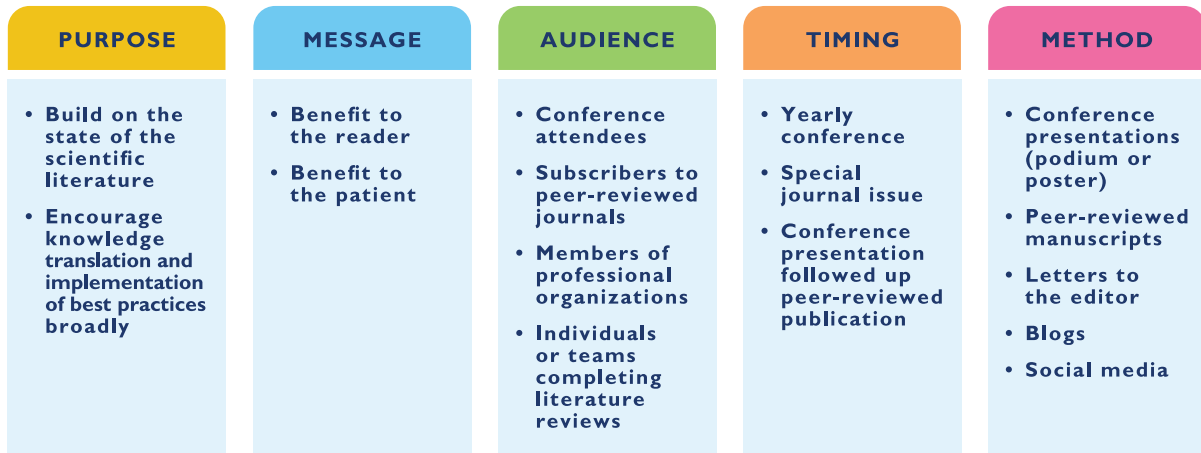 PURPOSE
• Build on the
state of the
scientific
literature
• Encourage
knowledge
translation and
implementation
of best practices
broadly
MESSAGE
• Benefit to
the reader
• Benefit to
the patient
AUDIENCE
• Conference
attendees
• Subscribers to
peer-reviewed
journals
• Members of
professional
organizations
• Individuals
or teams
completing
literature
reviews
TIMING
• Yearly
conference
• Special
journal issue
• Conference
presentation
followed up
peer-reviewed
publication
METHOD
• Conference
presentations
(podium or
poster)
• Peer-reviewed
manuscripts
• Letters to
the editor
• Blogs
• Social media